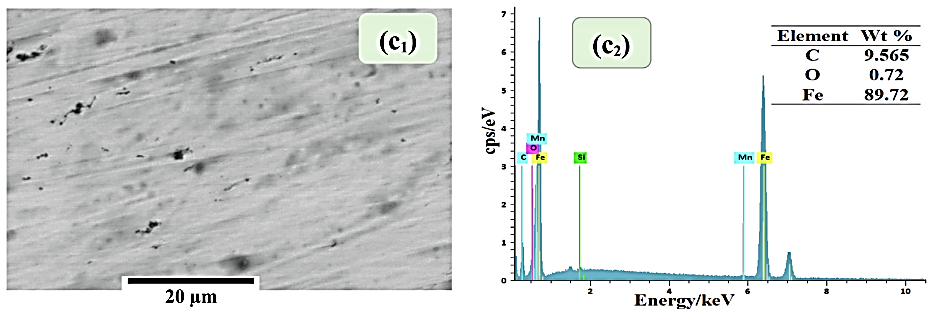 (c1)
20 µm
(c2)
Element Wt %
C 9.565
O 0.72
Fe 89.72
cps/eV
7
6
5
4
3
2
1
0
Mn
O
C Fe Si Mn Fe
2 4 6 8 10
Energy/keV